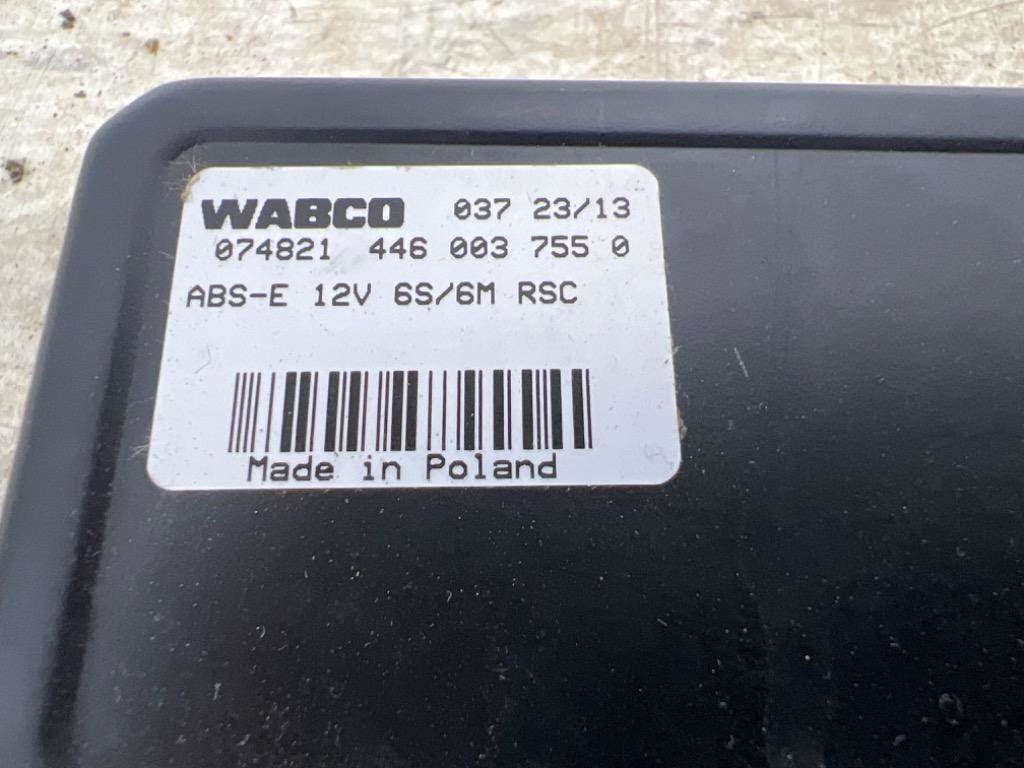 WABCO 037 23/13
074821 446 003 755 0
ABS-E 12V 6S/6M RSC
Made in Poland